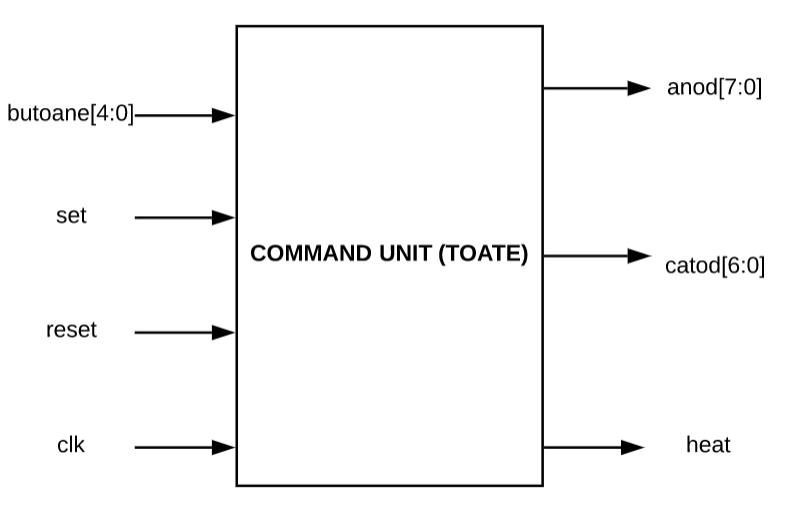 butoane[4:0]
set
reset
clk
COMMAND UNIT (TOATE)
anod[7:0]
catod[6:0]
heat